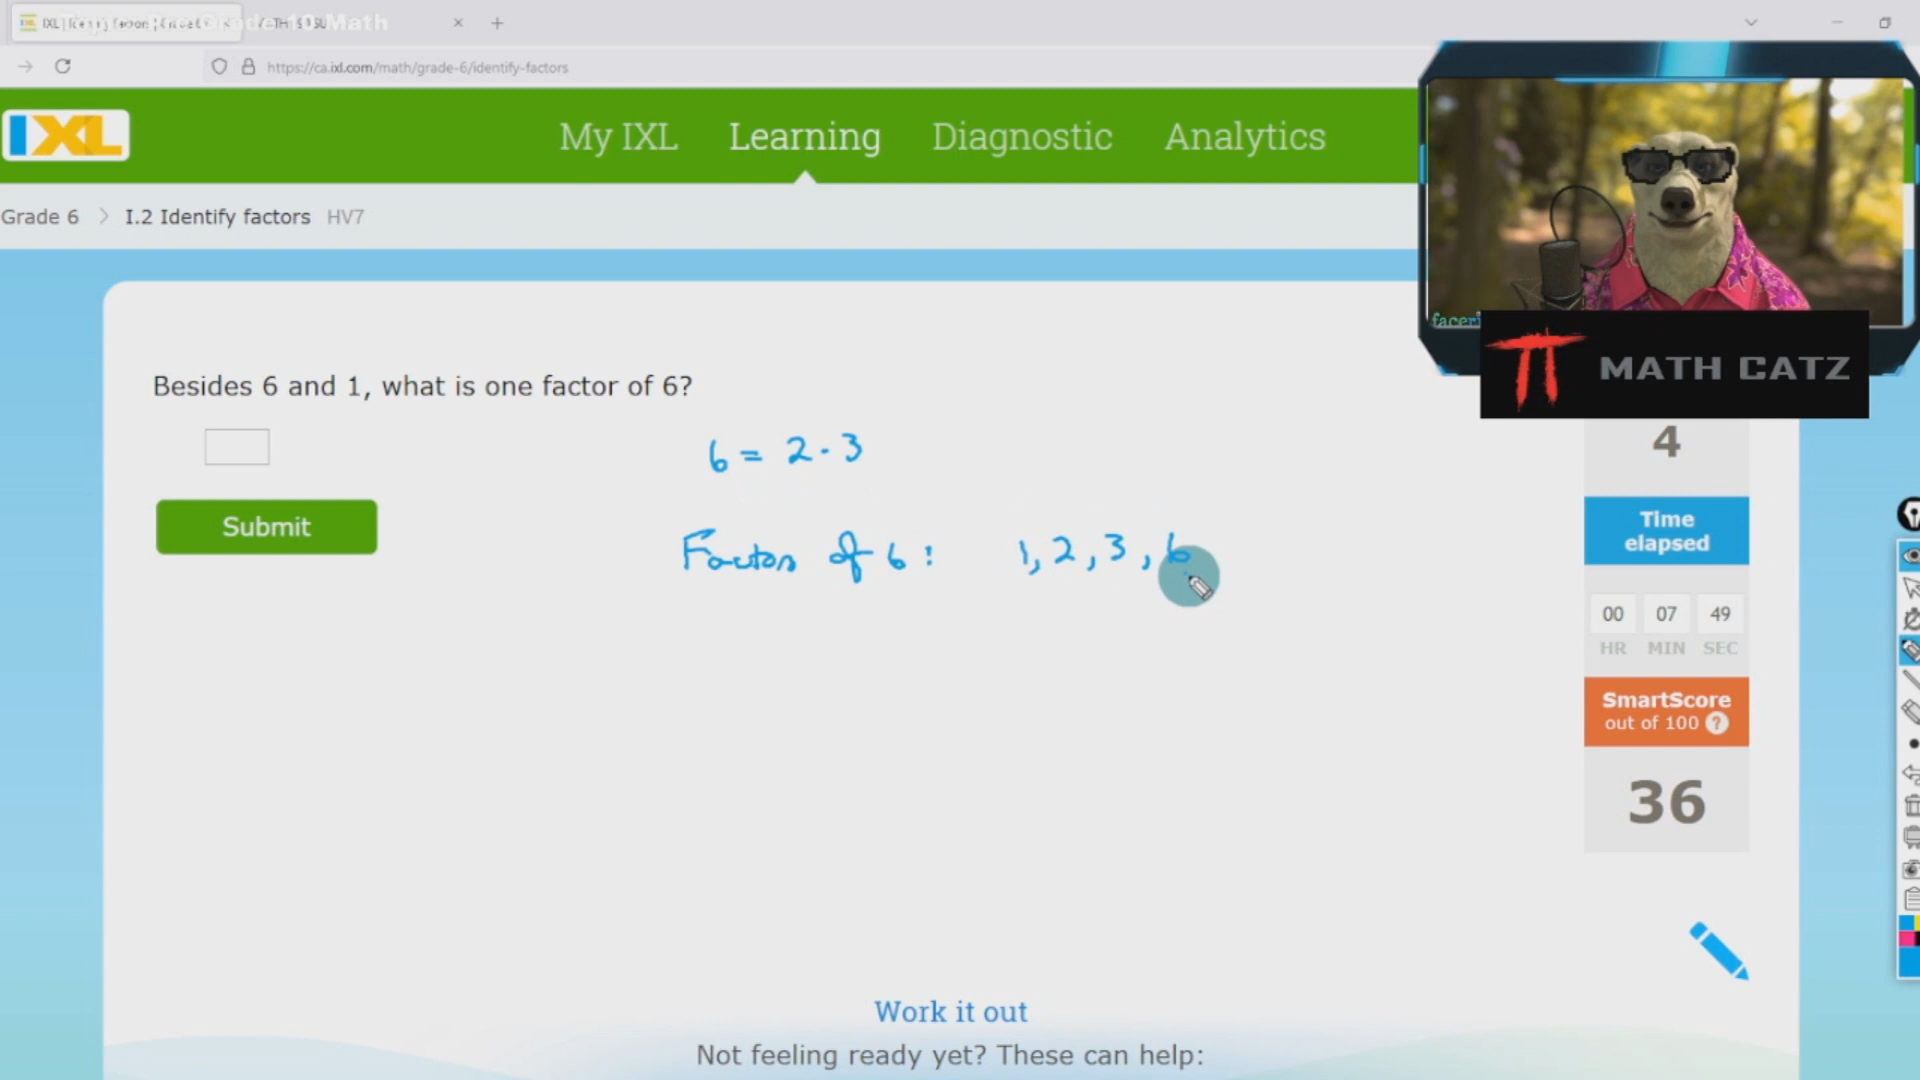 https://ca.ixl.com/math/grade-6/identify-factors
IXL
My IXL Learning Diagnostic Analytics
Grade 6 > I.2 Identify factors HV7
MATH CATZ
Besides 6 and 1, what is one factor of 6?
6 = 2 · 3
Submit
Factors of 6 : 1, 2, 3, 6
4
Time
elapsed
00 07 49
HR MIN SEC
SmartScore
out of 100 ?
36
Work it out
Not feeling ready yet? These can help: